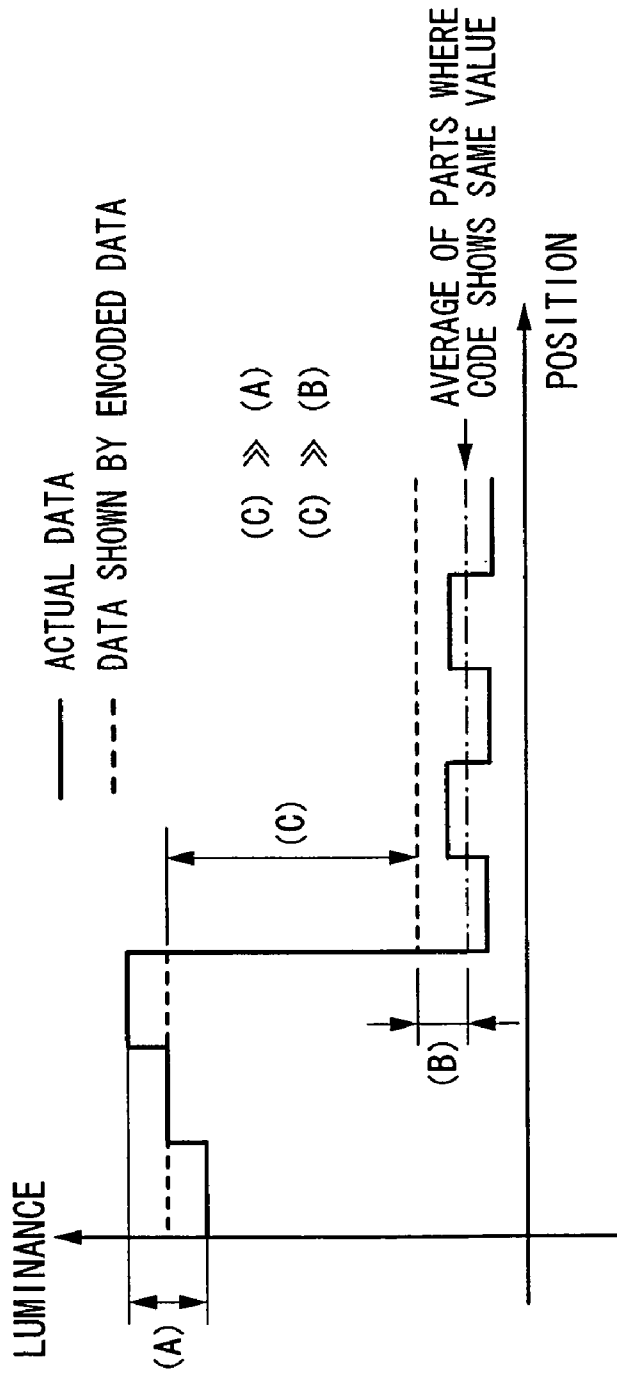 LUMINANCE
ACTUAL DATA
DATA SHOWN BY ENCODED DATA
(A)
(C) ≫ (A)
(C) ≫ (B)
(C)
(B)
AVERAGE OF PARTS WHERE
CODE SHOWS SAME VALUE
POSITION